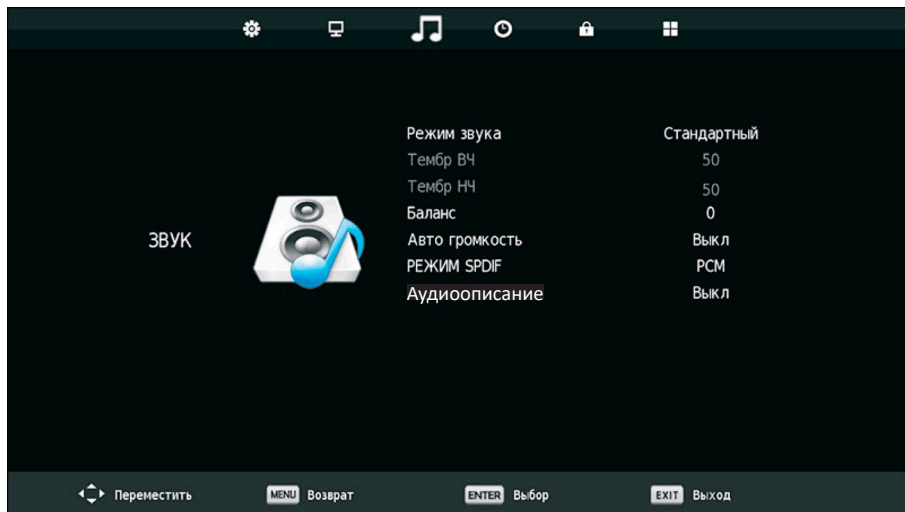 Режим звука Стандартный
Тембр ВЧ 50
Тембр НЧ 50
Баланс 0
ЗВУК
Авто громкость Выкл
РЕЖИМ SPDIF PCM
Аудиоописание Выкл
Переместить MENU Возврат ENTER Выбор EXIT Выход